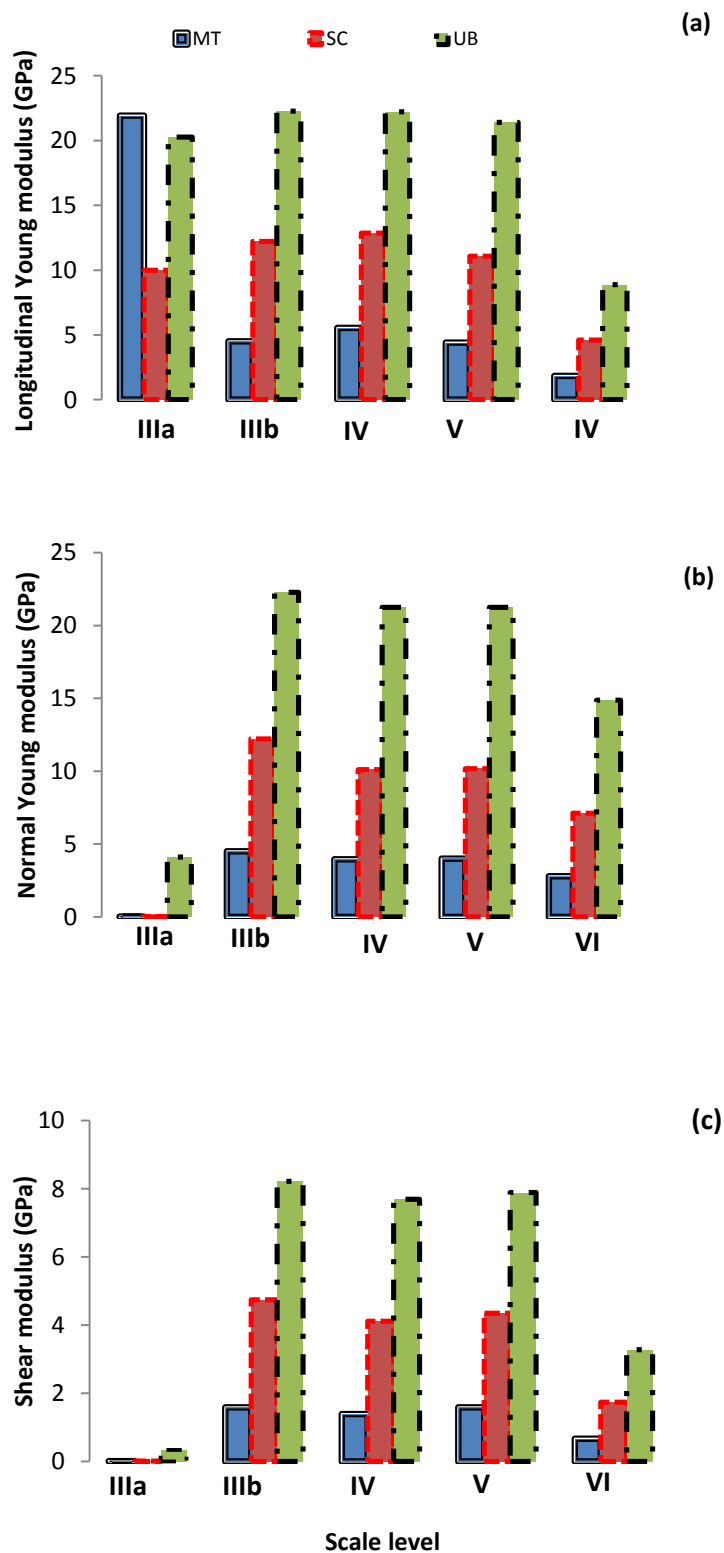 (a)
MT SC UB
Longitudinal Young modulus (GPa)
25
20
15
10
5
0
IIIa IIIb IV V IV
(b)
Normal Young modulus (GPa)
25
20
15
10
5
0
IIIa IIIb IV V VI
(c)
Shear modulus (GPa)
10
8
6
4
2
0
IIIa IIIb IV V VI
Scale level